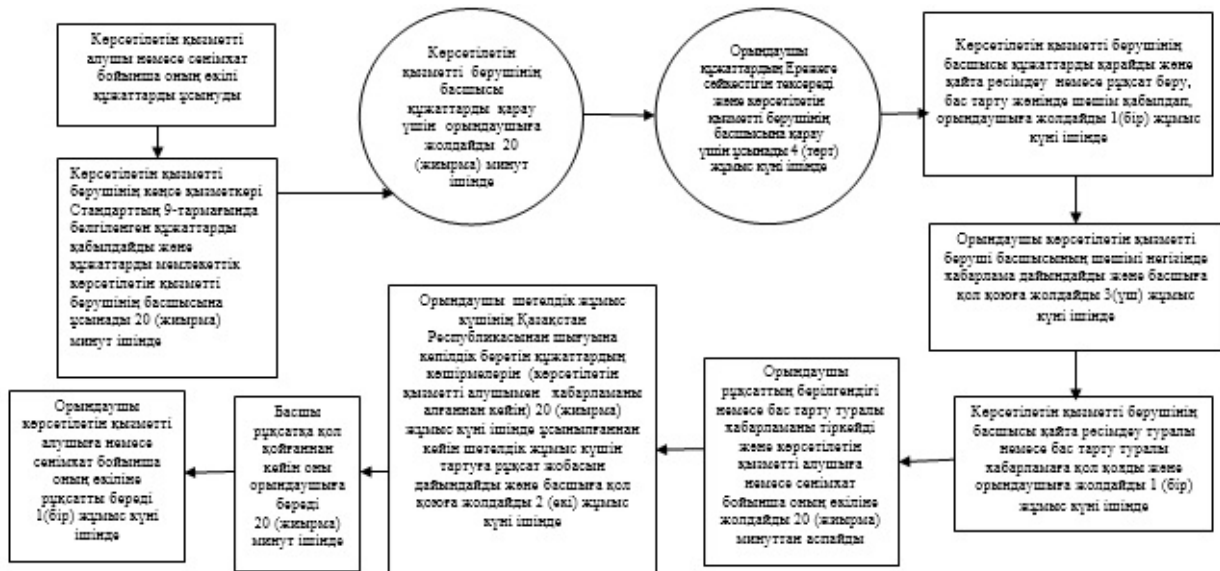 Көрсетілетін қызметті
алушы немесе сенімхат
бойынша оның өкілі
құжаттарды ұсынуды
Көрсетілетін қызметті
берушінің кеңсе қызметкері
Стандарттың 9-тармағында
белгіленген құжаттарды
қабылдайды және
құжаттарды мемлекеттік
көрсетілетін қызметті
берушінің басшысына
ұсынады 20 (жиырма)
минут ішінде
Көрсетілетін
қызметті берушінің
басшысы
құжаттарды қарау
үшін орындаушыға
жолдайды 20
(жиырма) минут
ішінде
Орындаушы
құжаттардың Ережеге
сәйкестігін тексереді
және көрсетілетін
қызметті берушінің
басшысына қарау
үшін ұсынады 4 (төрт)
жұмыс күні ішінде
Көрсетілетін қызметті берушінің
басшысы құжаттарды қарайды және
қайта ресімдеу немесе рұқсат беру,
бас тарту жөнінде шешім қабылдап,
орындаушыға жолдайды 1(бір) жұмыс
күні ішінде
Орындаушы көрсетілетін қызметті
беруші басшысының шешімі негізінде
хабарлама дайындайды және басшыға
қол қоюға жолдайды 3(үш) жұмыс
күні ішінде
Көрсетілетін қызметті берушінің
басшысы қайта ресімдеу туралы
немесе бас тарту туралы
хабарламаға қол қояды және
орындаушыға жолдайды 1 (бір)
жұмыс күні ішінде
Орындаушы
рұқсаттың берілгендігі
немесе бас тарту туралы
хабарламаны тіркейді
және көрсетілетін
қызметті алушыға
немесе сенімхат
бойынша оның өкіліне
жолдайды 20 (жиырма)
минуттан аспайды
Орындаушы шетелдік жұмыс
күшінің Қазақстан
Республикасынан шығуына
кепілдік беретін құжаттардың
көшірмелерін (көрсетілетін
қызметті алушымен хабарламаны
алғаннан кейін) 20 (жиырма)
жұмыс күні ішінде ұсынылғаннан
кейін шетелдік жұмыс күшін
тартуға рұқсат жобасын
дайындайды және басшыға қол
қоюға жолдайды 2 (екі) жұмыс
күні ішінде
Басшы
рұқсатқа қол
қойғаннан
кейін оны
орындаушыға
береді
20 (жиырма)
минут ішінде
Орындаушы
көрсетілетін қызметті
алушыға немесе
сенімхат бойынша
оның өкіліне
рұқсатты береді
1(бір) жұмыс күні
ішінде